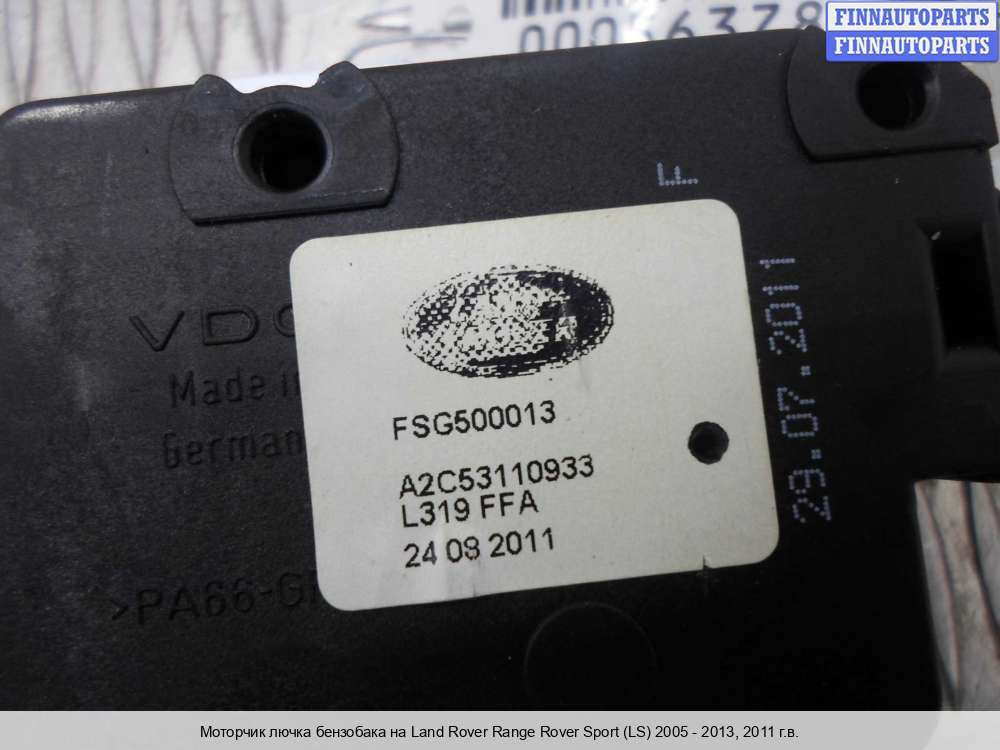 FINNAUTOPARTS
FINNAUTOPARTS
F
VDO
Made in
German
>PA66-G
FSG500013
A2C53110933
L319 FFA
24 08 2011
29.07.2011
Моторчик лючка бензобака на Land Rover Range Rover Sport (LS) 2005 - 2013, 2011 г.в.